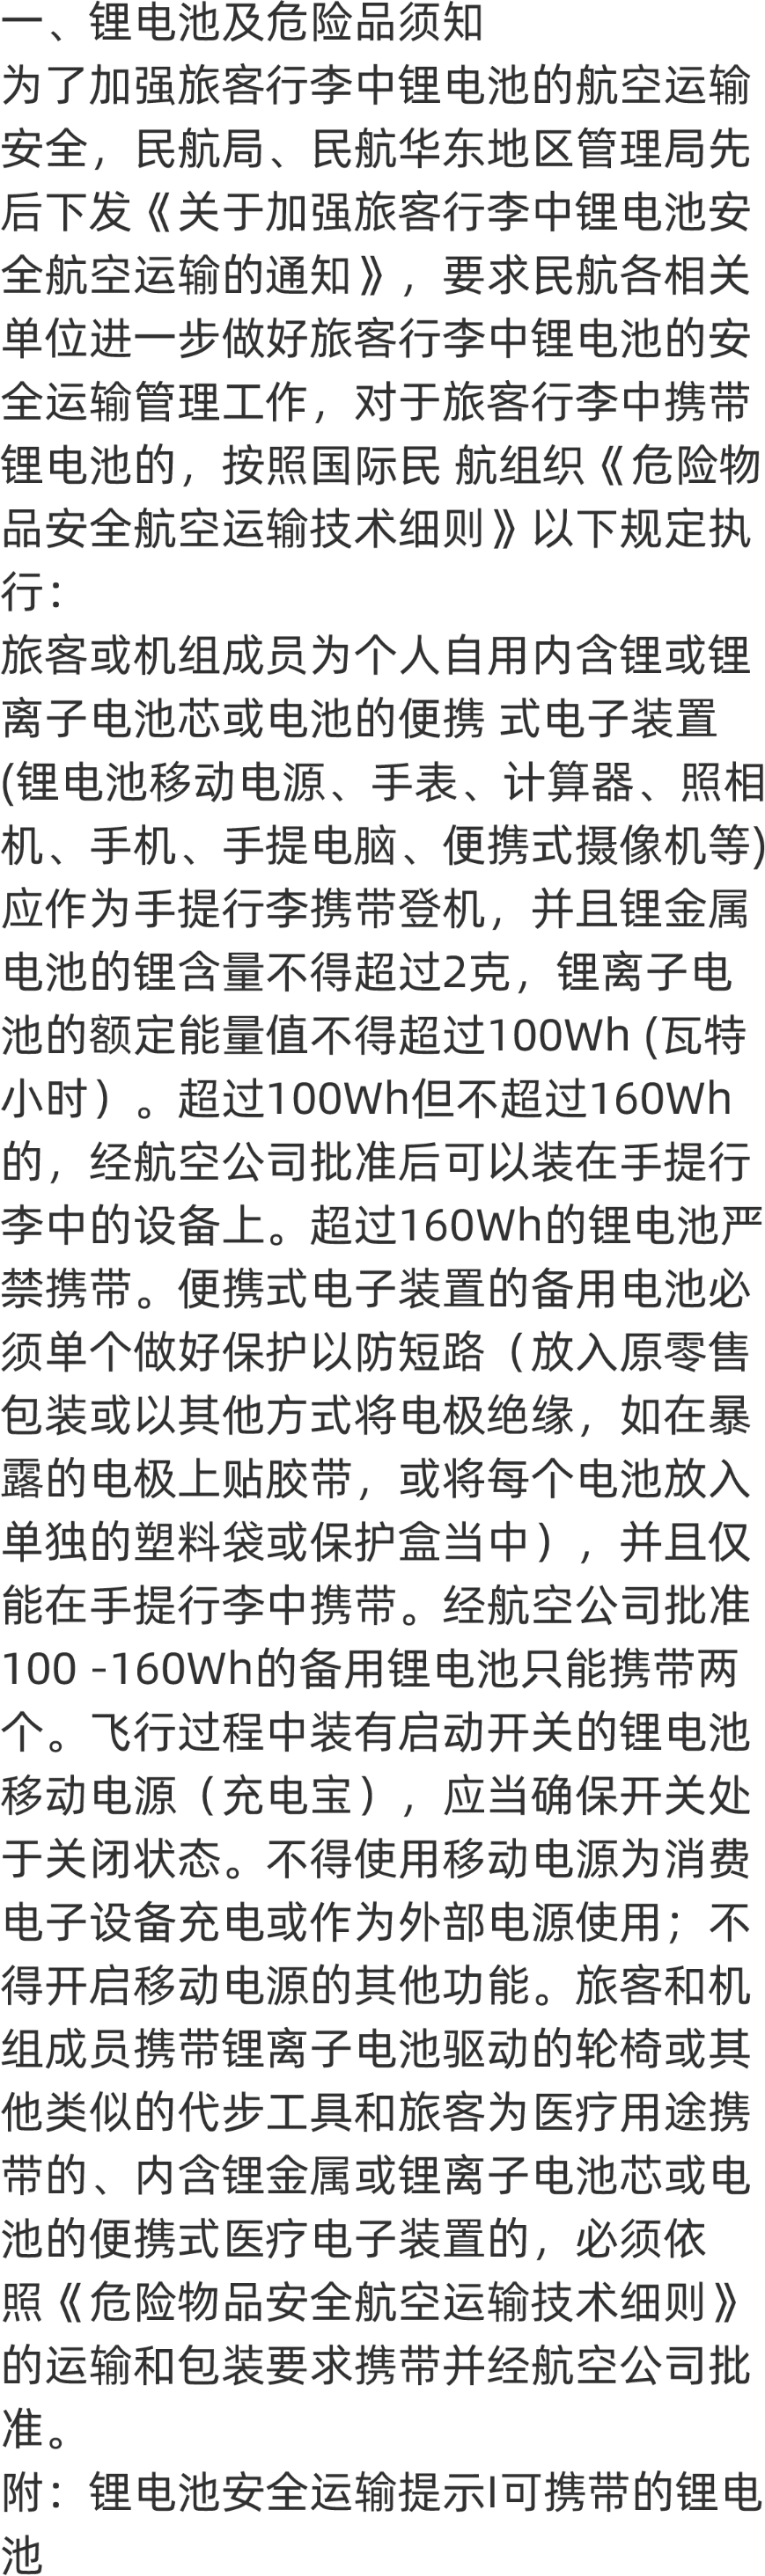 一、锂电池及危险品须知
为了加强旅客行李中锂电池的航空运输
安全，民航局、民航华东地区管理局先
后下发《关于加强旅客行李中锂电池安
全航空运输的通知》，要求民航各相关
单位进一步做好旅客行李中锂电池的安
全运输管理工作，对于旅客行李中携带
锂电池的，按照国际民 航组织《危险物
品安全航空运输技术细则》以下规定执
行：
旅客或机组成员为个人自用内含锂或锂
离子电池芯或电池的便携 式电子装置
(锂电池移动电源、手表、计算器、照相
机、手机、手提电脑、便携式摄像机等)
应作为手提行李携带登机，并且锂金属
电池的锂含量不得超过2克，锂离子电
池的额定能量值不得超过100Wh (瓦特
小时）。超过100Wh但不超过160Wh
的，经航空公司批准后可以装在手提行
李中的设备上。超过160Wh的锂电池严
禁携带。便携式电子装置的备用电池必
须单个做好保护以防短路（放入原零售
包装或以其他方式将电极绝缘，如在暴
露的电极上贴胶带，或将每个电池放入
单独的塑料袋或保护盒当中），并且仅
能在手提行李中携带。经航空公司批准
100 -160Wh的备用锂电池只能携带两
个。飞行过程中装有启动开关的锂电池
移动电源（充电宝），应当确保开关处
于关闭状态。不得使用移动电源为消费
电子设备充电或作为外部电源使用；不
得开启移动电源的其他功能。旅客和机
组成员携带锂离子电池驱动的轮椅或其
他类似的代步工具和旅客为医疗用途携
带的、内含锂金属或锂离子电池芯或电
池的便携式医疗电子装置的，必须依
照《危险物品安全航空运输技术细则》
的运输和包装要求携带并经航空公司批
准。
附：锂电池安全运输提示I可携带的锂电
池